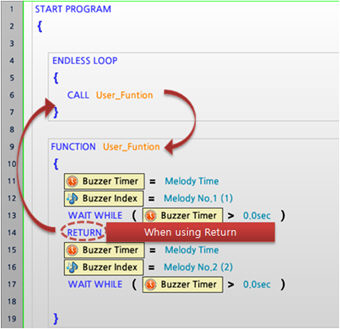 1 START PROGRAM
2 {
3
4 ENDLESS LOOP
5 {
6 CALL User_Funtion
7 }
8
9 FUNCTION User_Funtion
10 {
11 Buzzer Timer = Melody Time
12 Buzzer Index = Melody No,1 (1)
13 WAIT WHILE ( Buzzer Timer > 0.0sec )
14 RETURN When using Return
15 Buzzer Timer = Melody Time
16 Buzzer Index = Melody No,2 (2)
17 WAIT WHILE ( Buzzer Timer > 0,0sec )
18
19 }